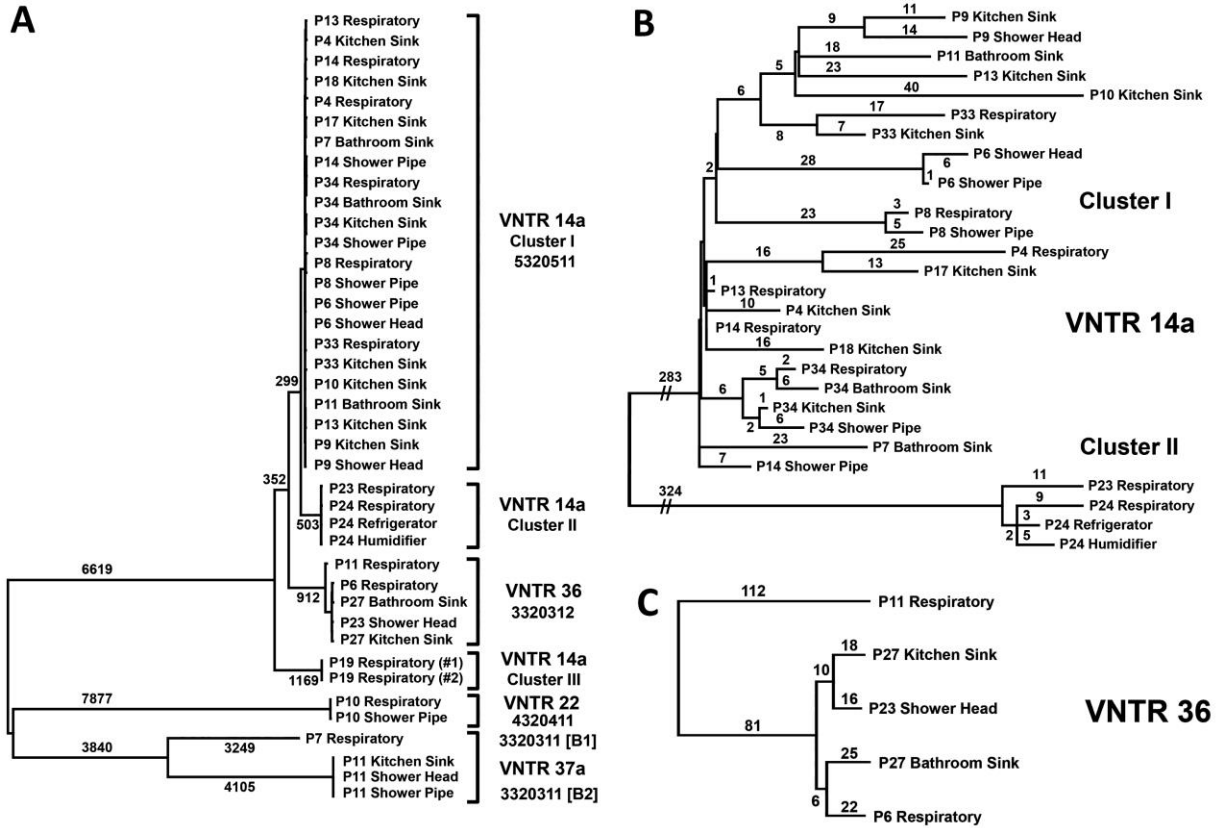 A
P13 Respiratory
P4 Kitchen Sink
P14 Respiratory
P18 Kitchen Sink
P4 Respiratory
P17 Kitchen Sink
P7 Bathroom Sink
P14 Shower Pipe
P34 Respiratory
P34 Bathroom Sink
P34 Kitchen Sink
P34 Shower Pipe
P8 Respiratory
P8 Shower Pipe
P6 Shower Pipe
P6 Shower Head
P33 Respiratory
P33 Kitchen Sink
P10 Kitchen Sink
P11 Bathroom Sink
P13 Kitchen Sink
P9 Kitchen Sink
P9 Shower Head
VNTR 14a
Cluster I
5320511
299
352
P23 Respiratory
P24 Respiratory
P24 Refrigerator
P24 Humidifier
503
VNTR 14a
Cluster II
P11 Respiratory
P6 Respiratory
P27 Bathroom Sink
P23 Shower Head
P27 Kitchen Sink
912
VNTR 36
3320312
6619
P19 Respiratory (#1)
P19 Respiratory (#2)
1169
VNTR 14a
Cluster III
7877
P10 Respiratory
P10 Shower Pipe
VNTR 22
4320411
3840
3249
P7 Respiratory
3320311 [B1]
P11 Kitchen Sink
P11 Shower Head
P11 Shower Pipe
4105
VNTR 37a
3320311 [B2]
B
11
P9 Kitchen Sink
9
14
P9 Shower Head
18
P11 Bathroom Sink
5
23
P13 Kitchen Sink
40
P10 Kitchen Sink
6
17
P33 Respiratory
8
7
P33 Kitchen Sink
2
28
6
P6 Shower Head
1
P6 Shower Pipe
Cluster I
23
3
P8 Respiratory
5
P8 Shower Pipe
16
25
P4 Respiratory
13
P17 Kitchen Sink
1
P13 Respiratory
10
P4 Kitchen Sink
P14 Respiratory
16
P18 Kitchen Sink
VNTR 14a
283
6
5
2
P34 Respiratory
6
P34 Bathroom Sink
1
P34 Kitchen Sink
2
6
P34 Shower Pipe
23
P7 Bathroom Sink
7
P14 Shower Pipe
Cluster II
324
11
P23 Respiratory
9
P24 Respiratory
3
P24 Refrigerator
2
5
P24 Humidifier
C
112
P11 Respiratory
18
P27 Kitchen Sink
10
16
P23 Shower Head
81
25
P27 Bathroom Sink
6
22
P6 Respiratory
VNTR 36